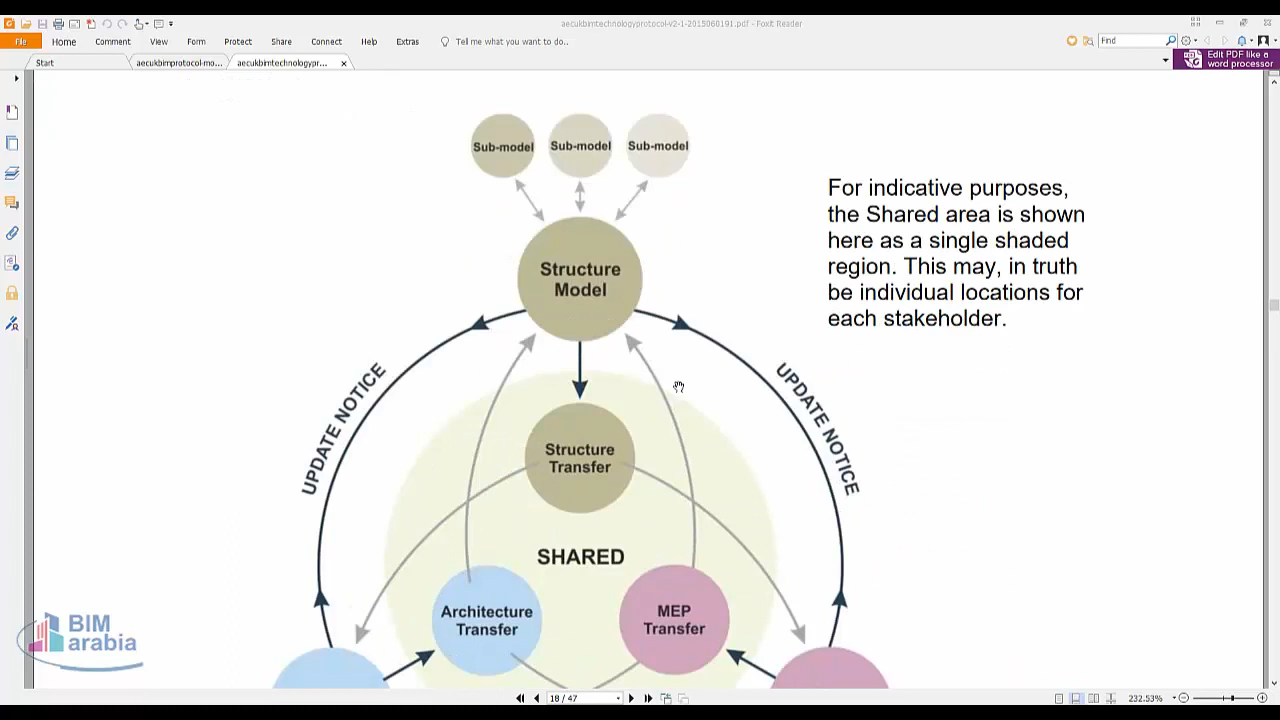 aecukbimtechnologyprotocol-v2-1-2015060191.pdf - Foxit Reader
File Home Comment View Form Protect Share Connect Help Extras Tell me what you want to do..
Find
Edit PDF like a
word processor
Start aecukbimprotocol-mo... aecukbimtechnologypr...
Sub-model Sub-model Sub-model
For indicative purposes,
the Shared area is shown
here as a single shaded
region. This may, in truth
be individual locations for
each stakeholder.
Structure
Model
UPDATE NOTICE
UPDATE NOTICE
Structure
Transfer
SHARED
Architecture
Transfer
MEP
Transfer
BIM
arabia
18 / 47
232.53%